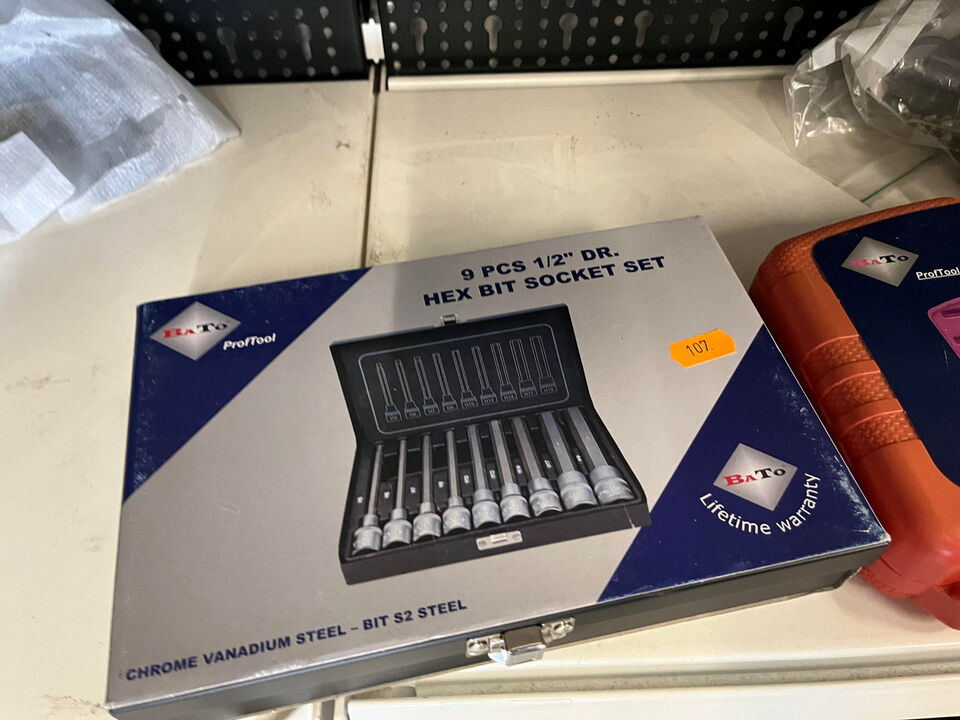 9 PCS 1/2" DR.
HEX BIT SOCKET SET
BATO
ProfTool
107.
BATO
Lifetime warranty
CHROME VANADIUM STEEL – BIT S2 STEEL
BATO
ProfTool